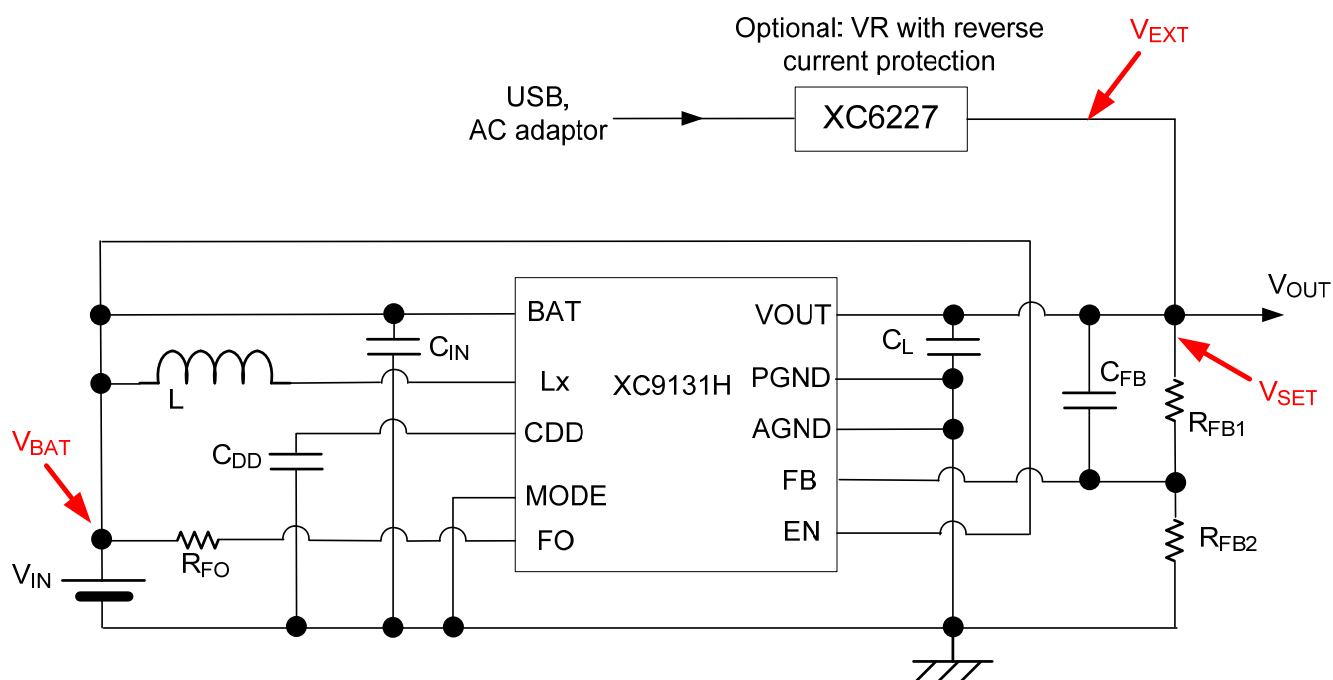 Optional: VR with reverse
current protection
VEXT
USB,
AC adaptor
XC6227
BAT
VOUT
VOUT
CIN
CL
L
Lx
XC9131H
PGND
CFB
VSET
RFB1
VBAT
CDD
CDD
AGND
MODE
FB
RFO
FO
EN
RFB2
VIN